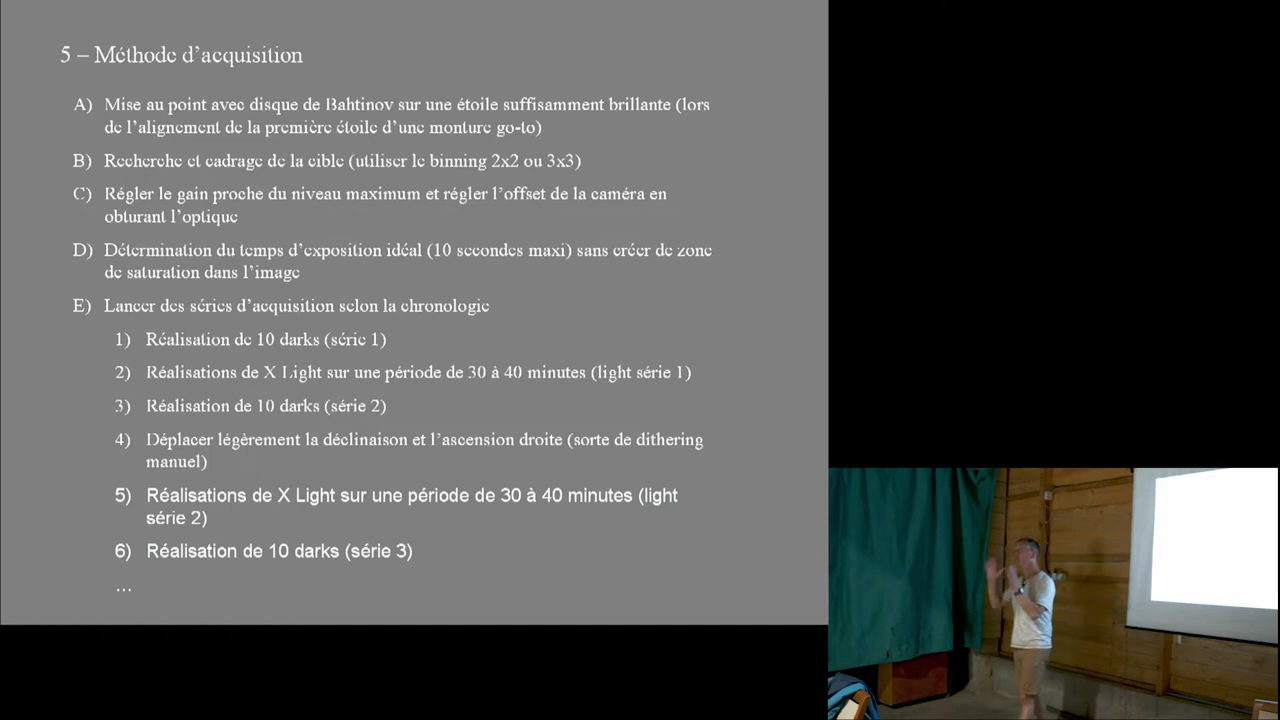 5 – Méthode d'acquisition
A) Mise au point avec disque de Bahtinov sur une étoile suffisamment brillante (lors
de l'alignement de la première étoile d'une monture go-to)
B) Recherche et cadrage de la cible (utiliser le binning 2x2 ou 3x3)
C) Régler le gain proche du niveau maximum et régler l'offset de la caméra en
obturant l'optique
D) Détermination du temps d'exposition idéal (10 secondes maxi) sans créer de zone
de saturation dans l'image
E) Lancer des séries d'acquisition selon la chronologie
1) Réalisation de 10 darks (série 1)
2) Réalisations de X Light sur une période de 30 à 40 minutes (light série 1)
3) Réalisation de 10 darks (série 2)
4) Déplacer légèrement la déclinaison et l'ascension droite (sorte de dithering
manuel)
5) Réalisations de X Light sur une période de 30 à 40 minutes (light
série 2)
6) Réalisation de 10 darks (série 3)
…